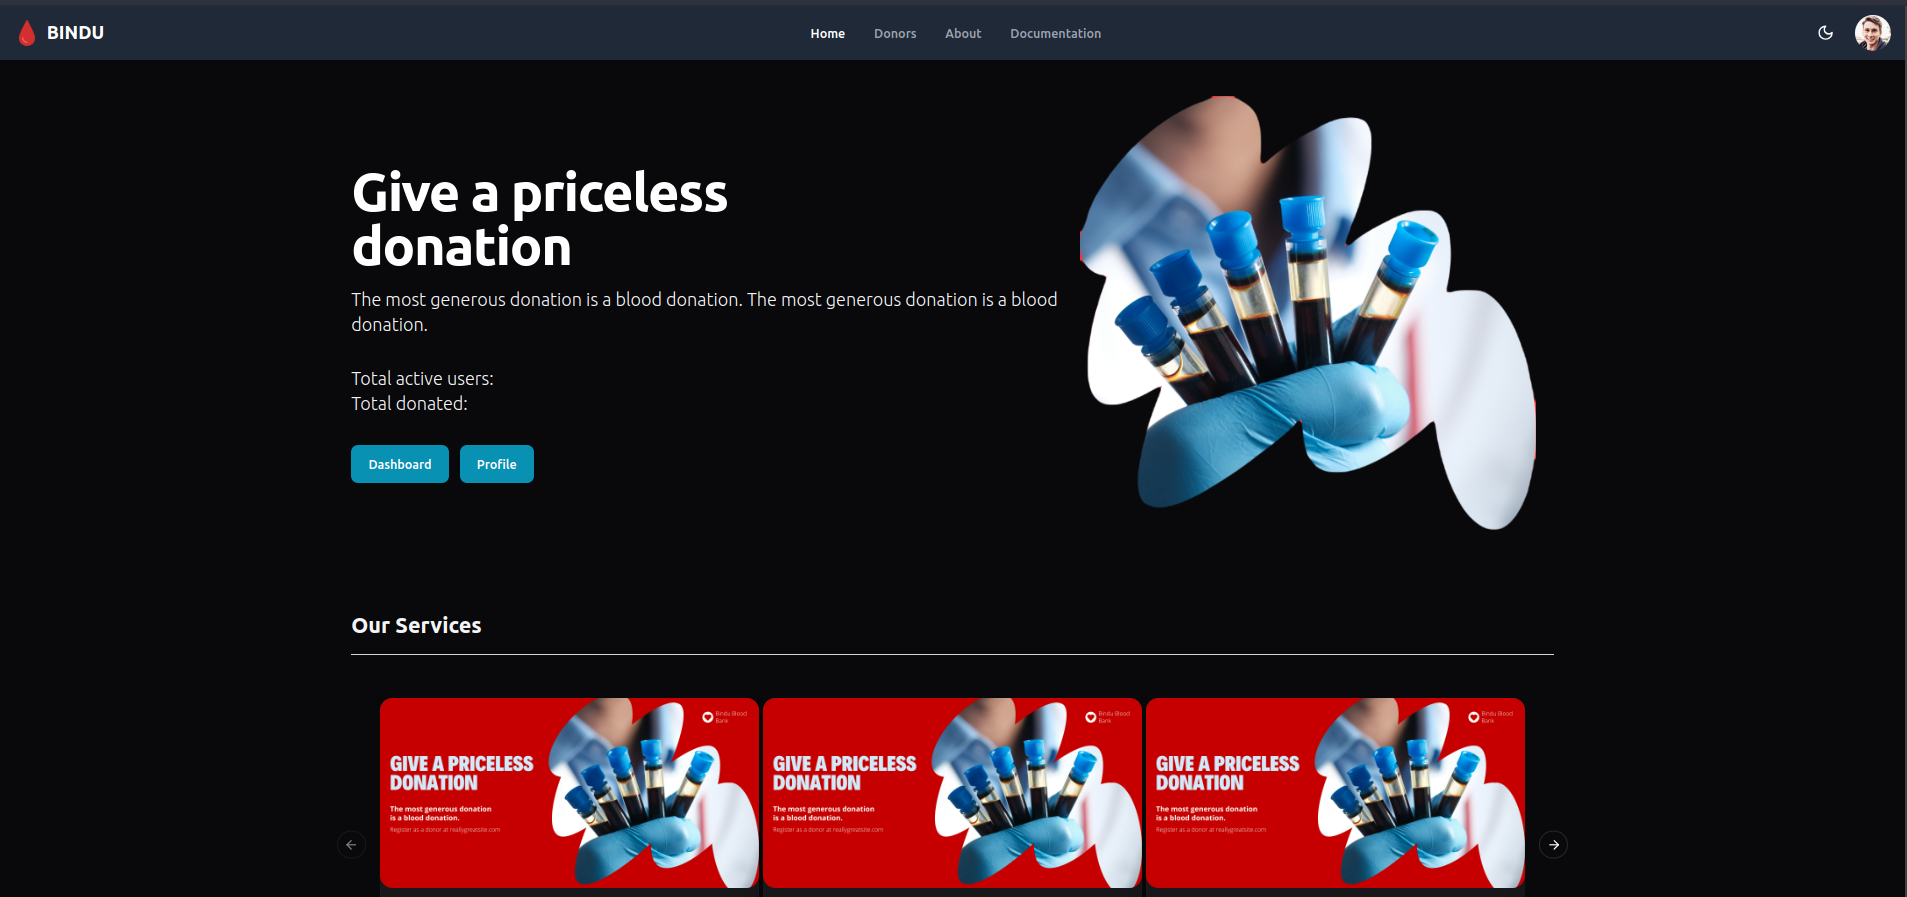 BINDU
Home
Donors
About
Documentation
Give a priceless
donation
The most generous donation is a blood donation. The most generous donation is a blood
donation.
Total active users:
Total donated:
Dashboard
Profile
Our Services
Bindu Blood
Bank
GIVE A PRICELESS
DONATION
The most generous donation
is a blood donation.
Register as a donor at reallygreatsite.com
Bindu Blood
Bank
GIVE A PRICELESS
DONATION
The most generous donation
is a blood donation.
Register as a donor at reallygreatsite.com
Bindu Blood
Bank
GIVE A PRICELESS
DONATION
The most generous donation
is a blood donation.
Register as a donor at reallygreatsite.com